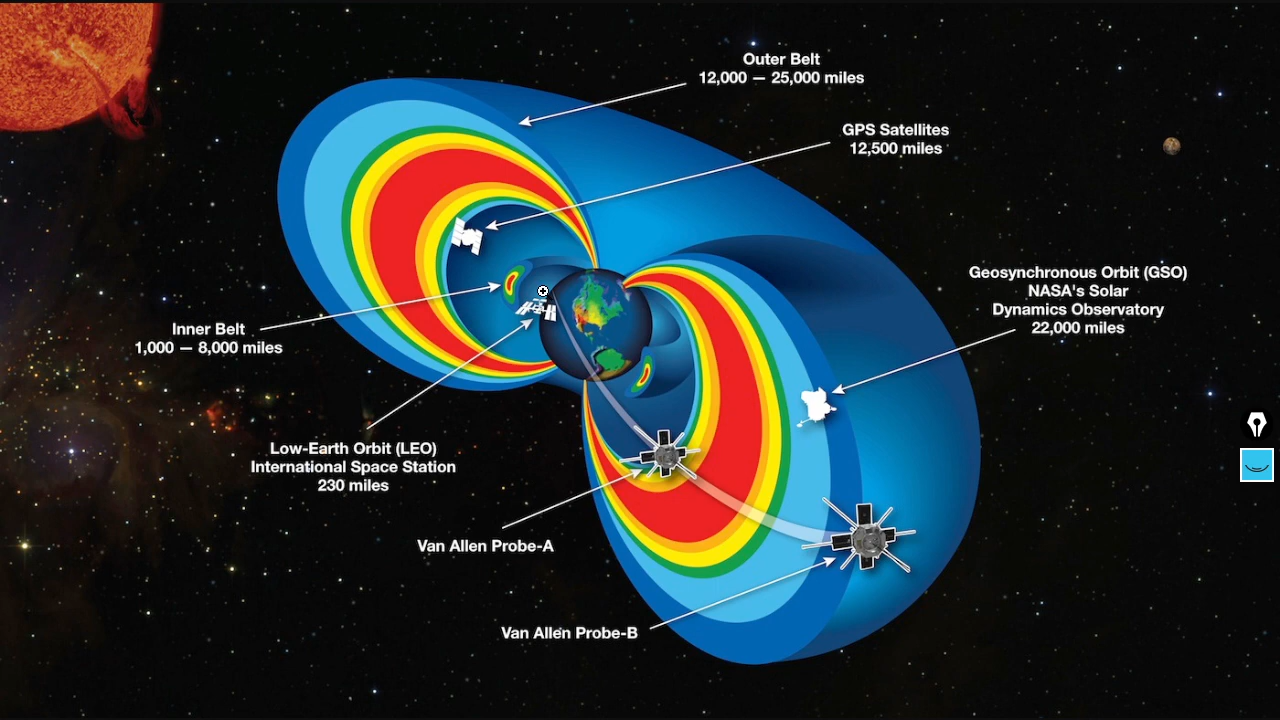 Outer Belt
12,000 — 25,000 miles
GPS Satellites
12,500 miles
Geosynchronous Orbit (GSO)
NASA's Solar
Dynamics Observatory
22,000 miles
Inner Belt
1,000 — 8,000 miles
Low-Earth Orbit (LEO)
International Space Station
230 miles
Van Allen Probe-A
Van Allen Probe-B